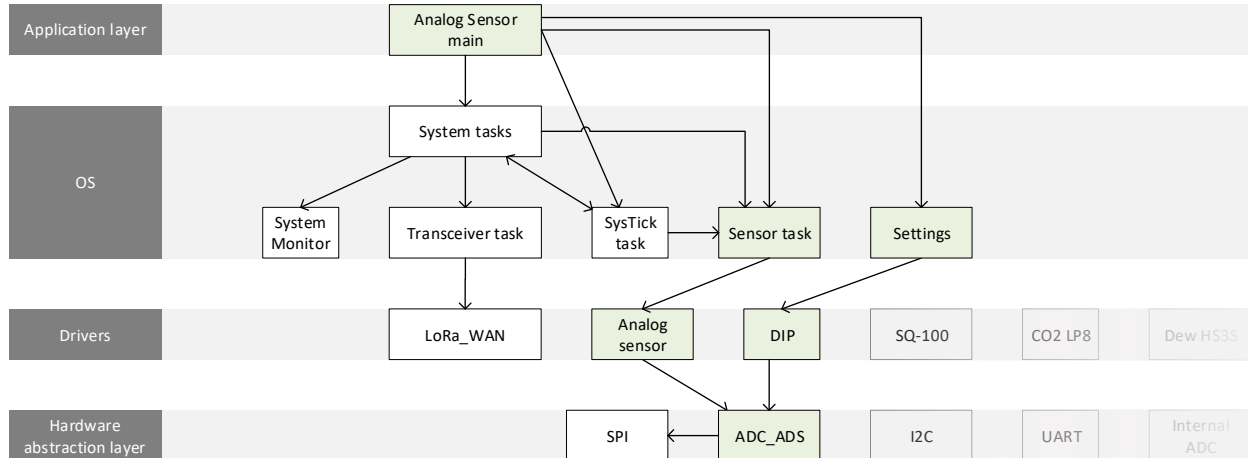 Application layer
Analog Sensor
main
OS
System tasks
System
Monitor
Transceiver task
SysTick
task
Sensor task
Settings
Drivers
LoRa_WAN
Analog
sensor
DIP
SQ-100
CO2 LP8
Dew HS3S
Hardware
abstraction layer
SPI
ADC_ADS
I2C
UART
Internal
ADC